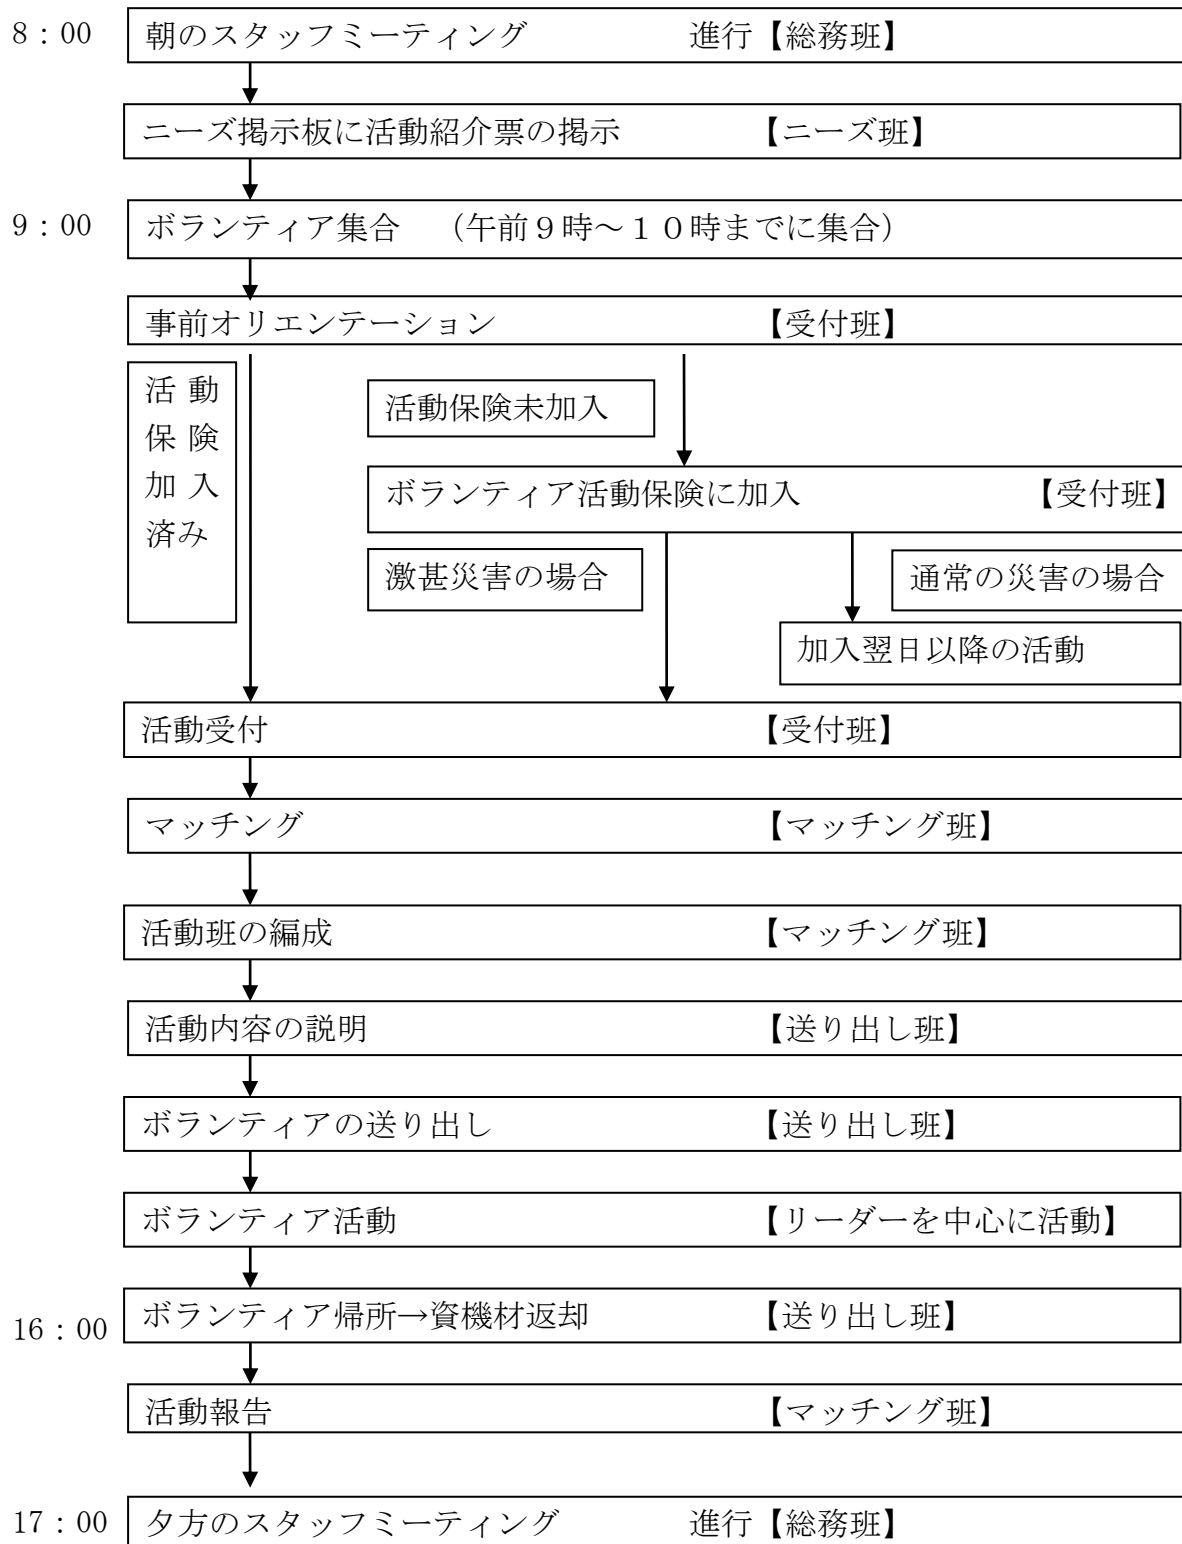 8：00 朝のスタッフミーティング 進行【総務班】
ニーズ掲示板に活動紹介票の掲示 【ニーズ班】
9：00 ボランティア集合 （午前９時～１０時までに集合）
事前オリエンテーション 【受付班】
活動
保険
加入
済み
活動保険未加入
ボランティア活動保険に加入 【受付班】
激甚災害の場合
通常の災害の場合
加入翌日以降の活動
活動受付 【受付班】
マッチング 【マッチング班】
活動班の編成 【マッチング班】
活動内容の説明 【送り出し班】
ボランティアの送り出し 【送り出し班】
ボランティア活動 【リーダーを中心に活動】
16：00 ボランティア帰所→資機材返却 【送り出し班】
活動報告 【マッチング班】
17：00 夕方のスタッフミーティング 進行【総務班】